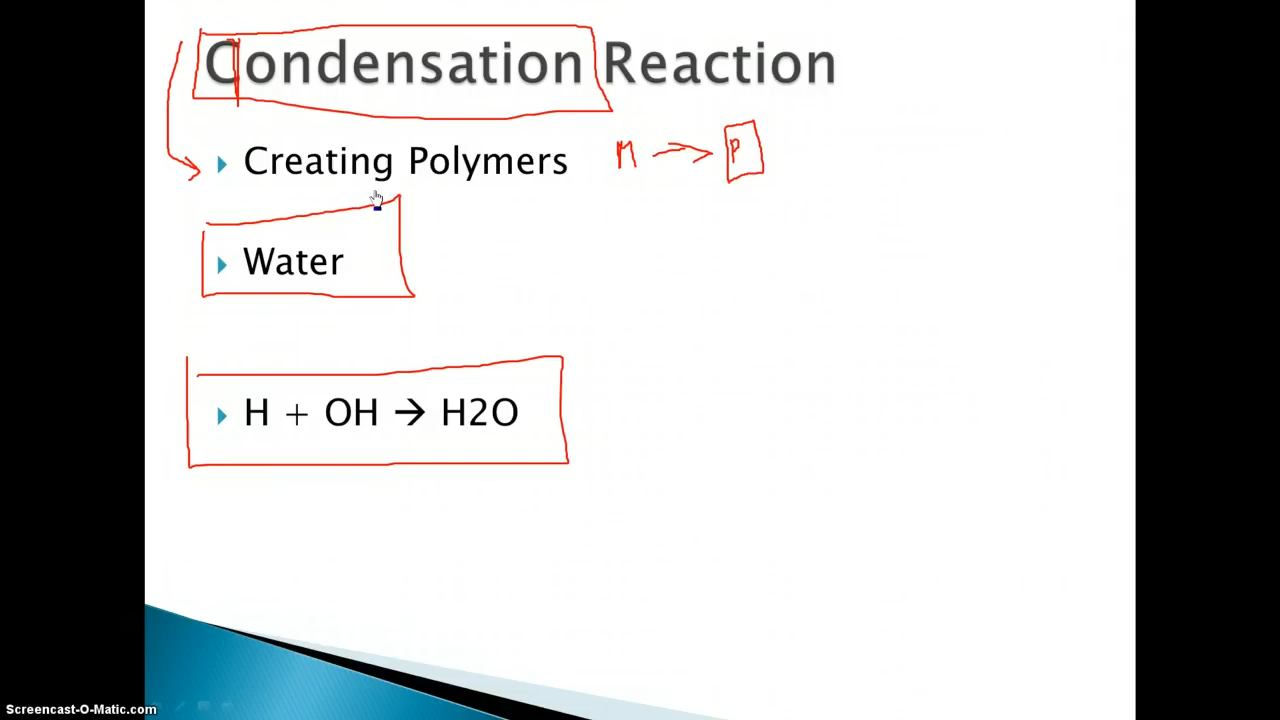 Condensation Reaction
Creating Polymers M → P
Water
H + OH → H2O
Screencast-O-Matic.com